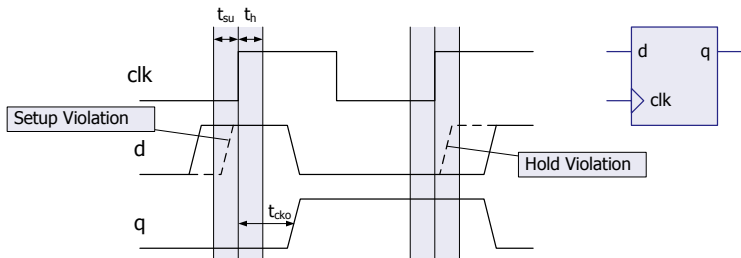 tsu
th
clk
Setup Violation
d
Hold Violation
tcko
q
d
q
clk